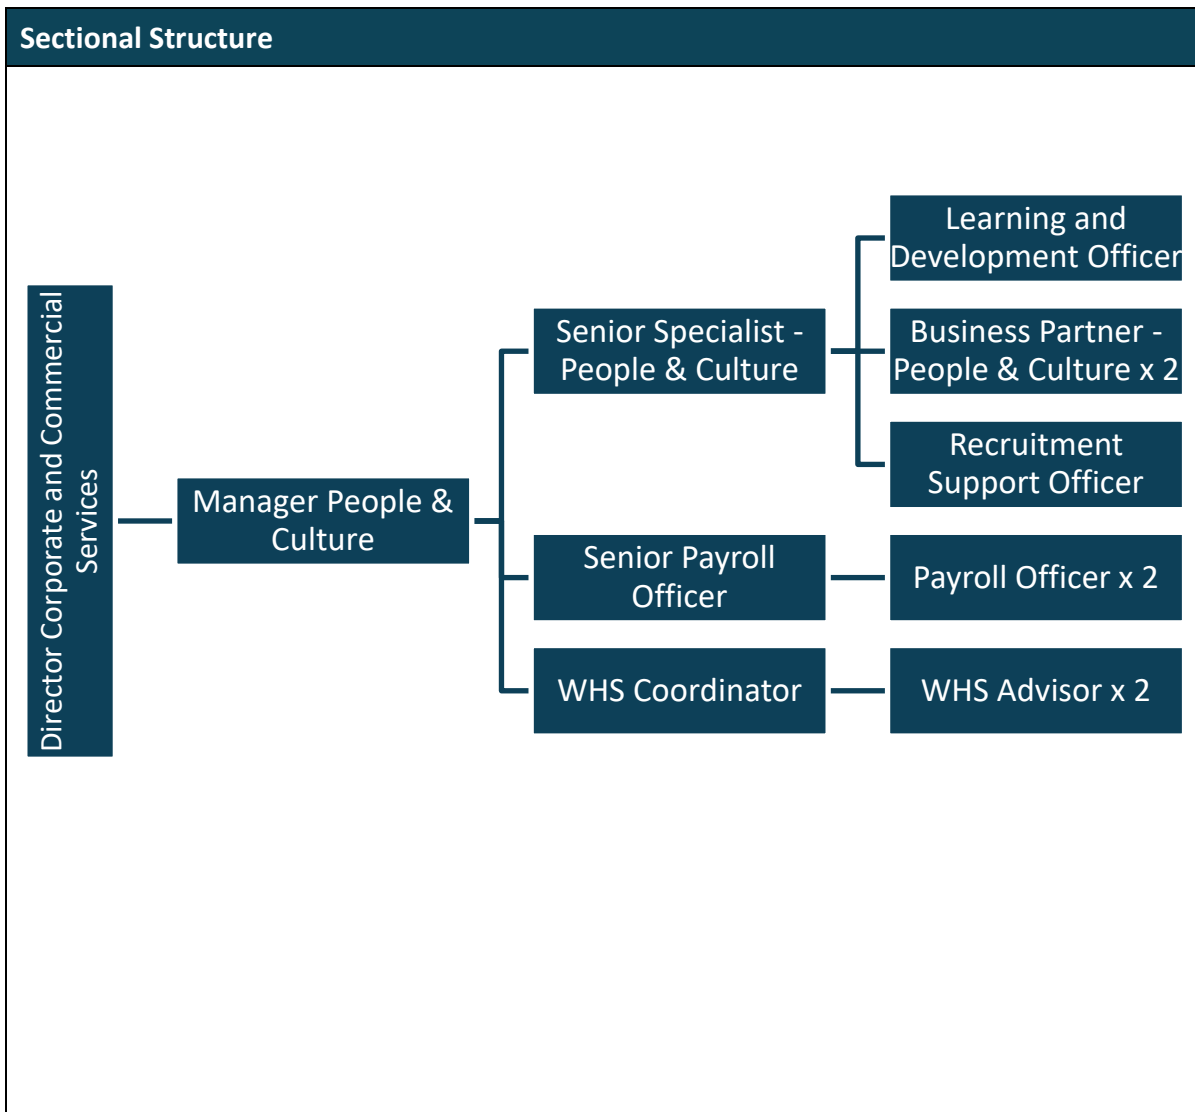 Sectional Structure
Director Corporate and Commercial
Services
Manager People &
Culture
Senior Specialist -
People & Culture
Learning and
Development Officer
Business Partner -
People & Culture x 2
Recruitment
Support Officer
Senior Payroll
Officer
Payroll Officer x 2
WHS Coordinator
WHS Advisor x 2